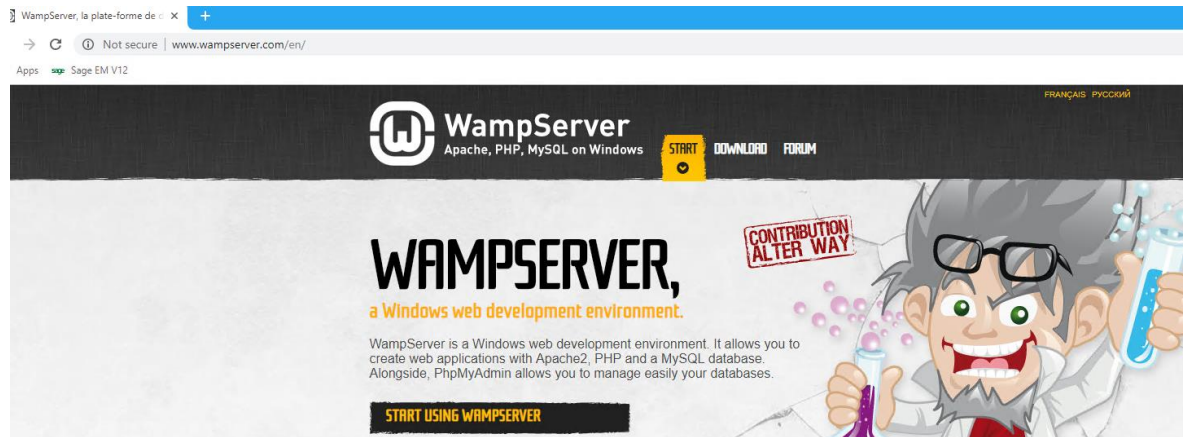 WampServer, la plate-forme de
Not secure | www.wampserver.com/en/
Apps sage Sage EM V12
FRANÇAIS РУССКИЙ
WampServer
Apache, PHP, MySQL on Windows
START DOWNLOAD FORUM
CONTRIBUTION
ALTER WAY
WAMPSERVER,
a Windows web development environment.
WampServer is a Windows web development environment. It allows you to
create web applications with Apache2, PHP and a MySQL database.
Alongside, PhpMyAdmin allows you to manage easily your databases.
START USING WAMPSERVER